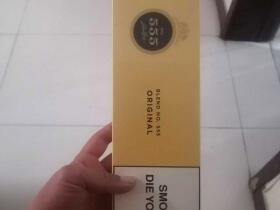 555
BLEND NO. 555
ORIGINAL
SMO
DIE YO